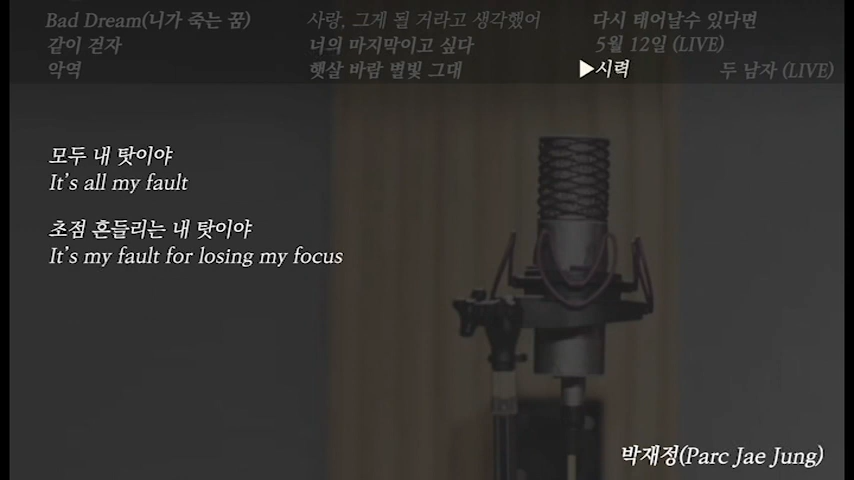 Bad Dream(니가 죽는 꿈) 사랑, 그게 될 거라고 생각했어 다시 태어날수 있다면
같이 걷자 너의 마지막이고 싶다 5월 12일 (LIVE)
악역 햇살 바람 별빛 그대 ▶시력 두 남자 (LIVE)
모두 내 탓이야
It's all my fault
초점 흔들리는 내 탓이야
It's my fault for losing my focus
박재정(Parc Jae Jung)